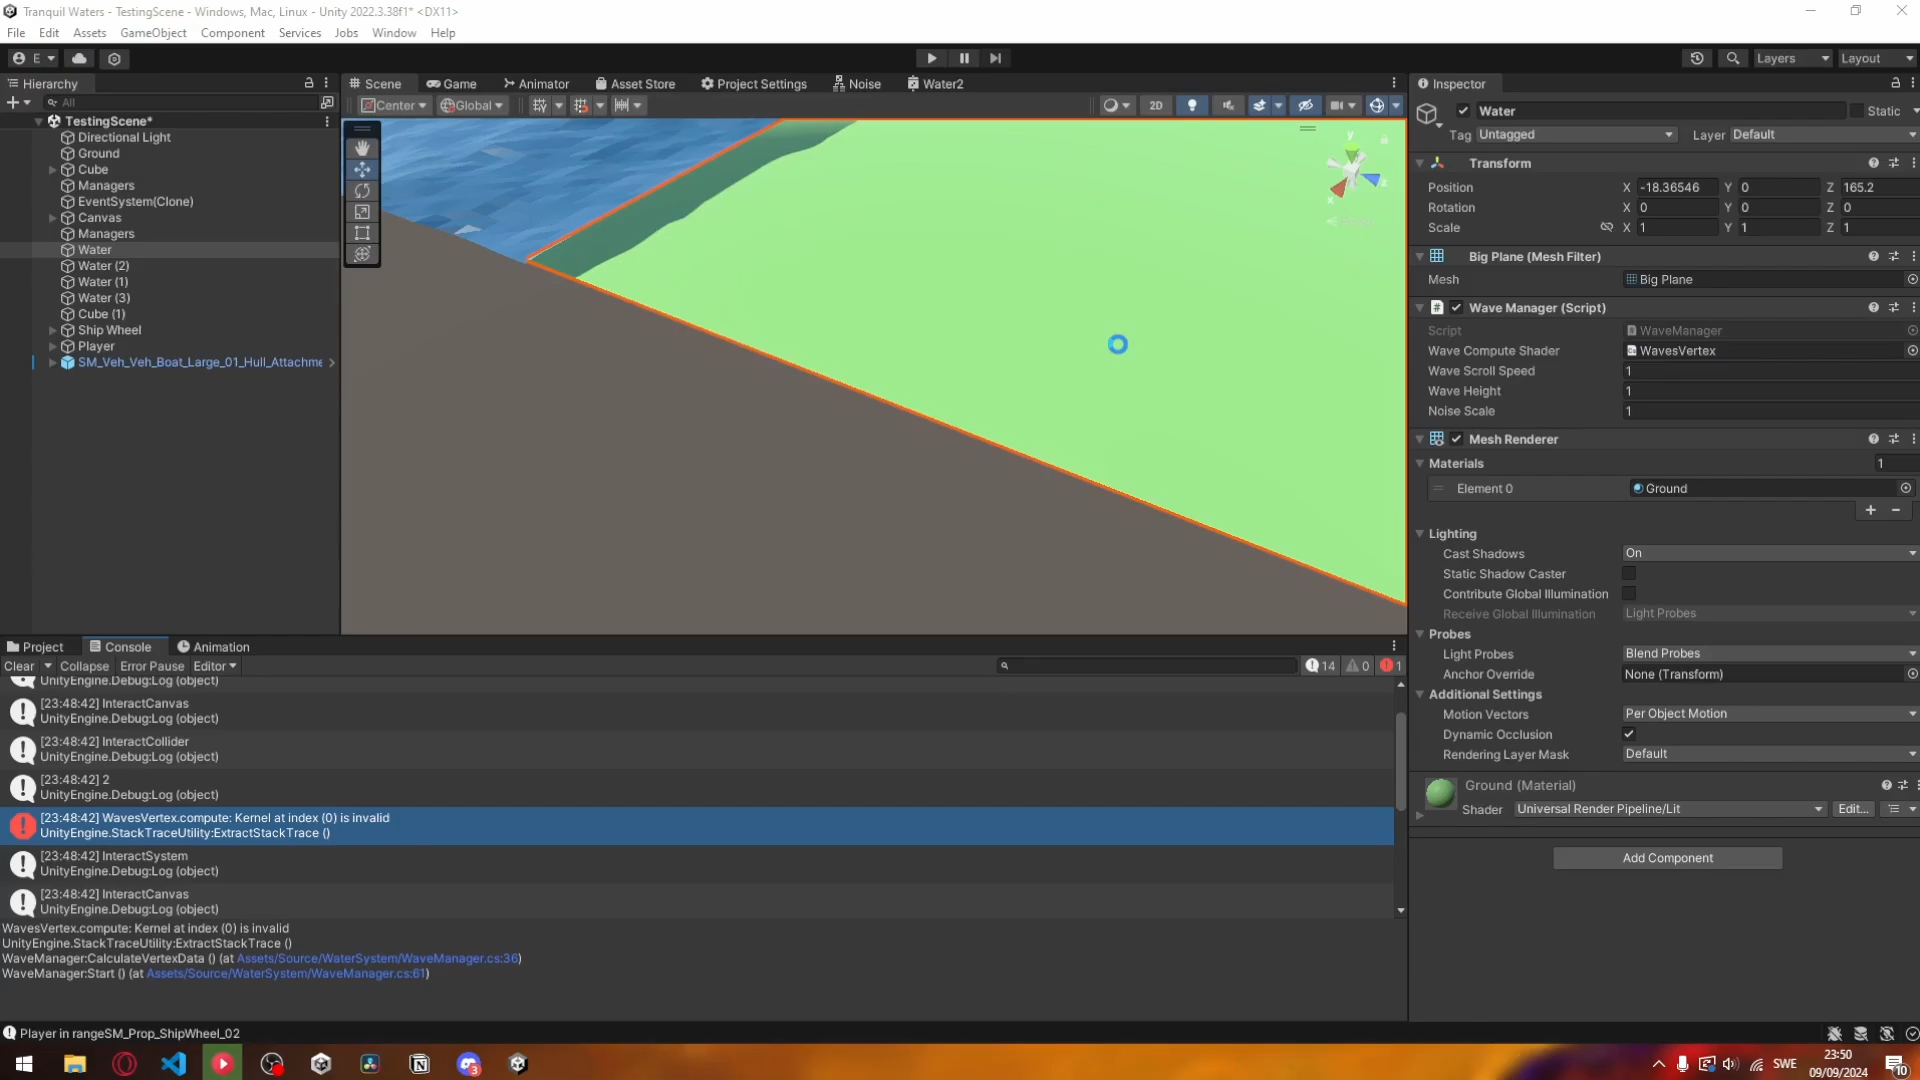 Tranquil Waters - TestingScene - Windows, Mac, Linux - Unity 2022.3.38f1* <DX11>
File Edit Assets GameObject Component Services Jobs Window Help
E Layers Layout
Hierarchy Scene Game Animator Asset Store Project Settings Noise Water2 Inspector
All
Center Global 2D
TestingScene*
Directional Light
Ground
Cube
Managers
EventSystem(Clone)
Canvas
Managers
Water
Water (2)
Water (1)
Water (3)
Cube (1)
Ship Wheel
Player
SM_Veh_Veh_Boat_Large_01_Hull_Attachme
y
x
z
Water Static
Tag Untagged Layer Default
Transform
Position X -18.36546 Y 0 Z 165.2
Rotation X 0 Y 0 Z 0
Scale X 1 Y 1 Z 1
Big Plane (Mesh Filter)
Mesh Big Plane
Wave Manager (Script)
Script WaveManager
Wave Compute Shader WavesVertex
Wave Scroll Speed 1
Wave Height 1
Noise Scale 1
Mesh Renderer
Materials 1
Element 0 Ground
Lighting
Cast Shadows On
Static Shadow Caster
Contribute Global Illumination
Receive Global Illumination Light Probes
Probes
Light Probes Blend Probes
Anchor Override None (Transform)
Additional Settings
Motion Vectors Per Object Motion
Dynamic Occlusion
Rendering Layer Mask Default
Ground (Material)
Shader Universal Render Pipeline/Lit Edit...
Add Component
Project Console Animation
Clear Collapse Error Pause Editor 14 0 1
UnityEngine.Debug:Log (object)
[23:48:42] InteractCanvas
UnityEngine.Debug:Log (object)
[23:48:42] InteractCollider
UnityEngine.Debug:Log (object)
[23:48:42] 2
UnityEngine.Debug:Log (object)
[23:48:42] WavesVertex.compute: Kernel at index (0) is invalid
UnityEngine.StackTraceUtility:ExtractStackTrace ()
[23:48:42] InteractSystem
UnityEngine.Debug:Log (object)
[23:48:42] InteractCanvas
UnityEngine.Debug:Log (object)
WavesVertex.compute: Kernel at index (0) is invalid
UnityEngine.StackTraceUtility:ExtractStackTrace ()
WaveManager:CalculateVertexData () (at Assets/Source/WaterSystem/WaveManager.cs:36)
WaveManager:Start () (at Assets/Source/WaterSystem/WaveManager.cs:61)
Player in rangeSM_Prop_ShipWheel_02
3 SWE 23:50
09/09/2024 10